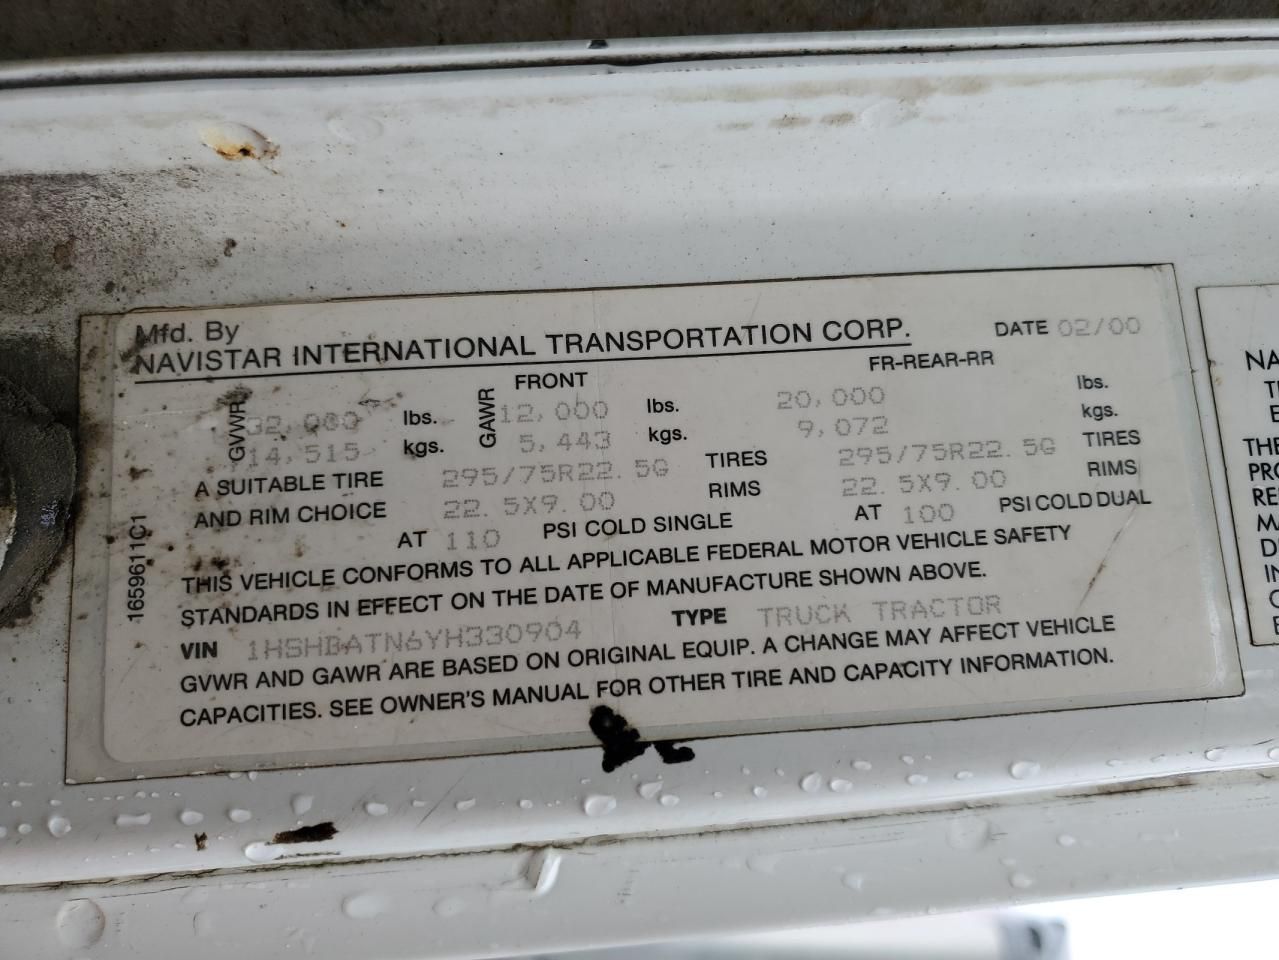 Mfd. By
NAVISTAR INTERNATIONAL TRANSPORTATION CORP. DATE 02/00
GVWR 32,000 lbs. GAWR FRONT 12,000 lbs. FR-REAR-RR 20,000 lbs.
14,515 kgs. 5,443 kgs. 9,072 kgs.
A SUITABLE TIRE 295/75R22.5G TIRES 295/75R22.5G TIRES
AND RIM CHOICE 22.5X9.00 RIMS 22.5X9.00 RIMS
AT 110 PSI COLD SINGLE AT 100 PSI COLD DUAL
THIS VEHICLE CONFORMS TO ALL APPLICABLE FEDERAL MOTOR VEHICLE SAFETY
STANDARDS IN EFFECT ON THE DATE OF MANUFACTURE SHOWN ABOVE.
VIN 1HSHBATN6YH330904 TYPE TRUCK TRACTOR
GVWR AND GAWR ARE BASED ON ORIGINAL EQUIP. A CHANGE MAY AFFECT VEHICLE
CAPACITIES. SEE OWNER'S MANUAL FOR OTHER TIRE AND CAPACITY INFORMATION.
1659611C1